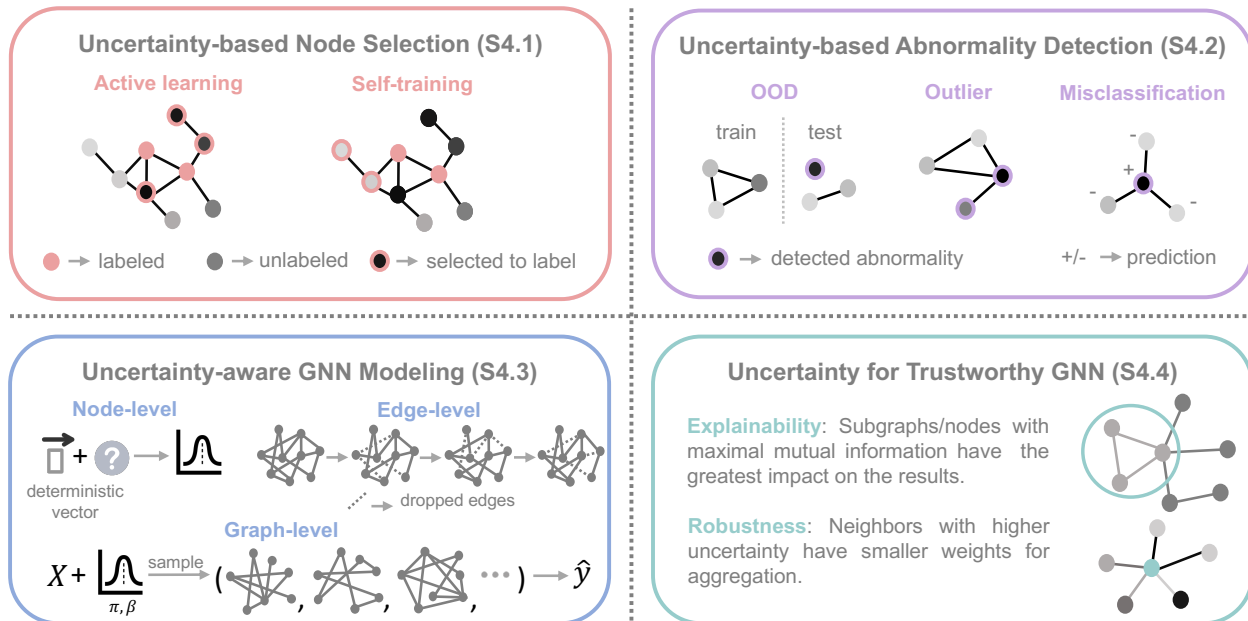 Uncertainty-based Node Selection (S4.1)
Active learning
Self-training
labeled
unlabeled
selected to label
Uncertainty-based Abnormality Detection (S4.2)
OOD
Outlier
Misclassification
train
test
-
+
-
-
detected abnormality
+/-
prediction
Uncertainty-aware GNN Modeling (S4.3)
Node-level
Edge-level
+
?
deterministic
vector
dropped edges
Graph-level
X +
π, β
sample
( , , , ··· )
ŷ
Uncertainty for Trustworthy GNN (S4.4)
Explainability: Subgraphs/nodes with
maximal mutual information have the
greatest impact on the results.
Robustness: Neighbors with higher
uncertainty have smaller weights for
aggregation.